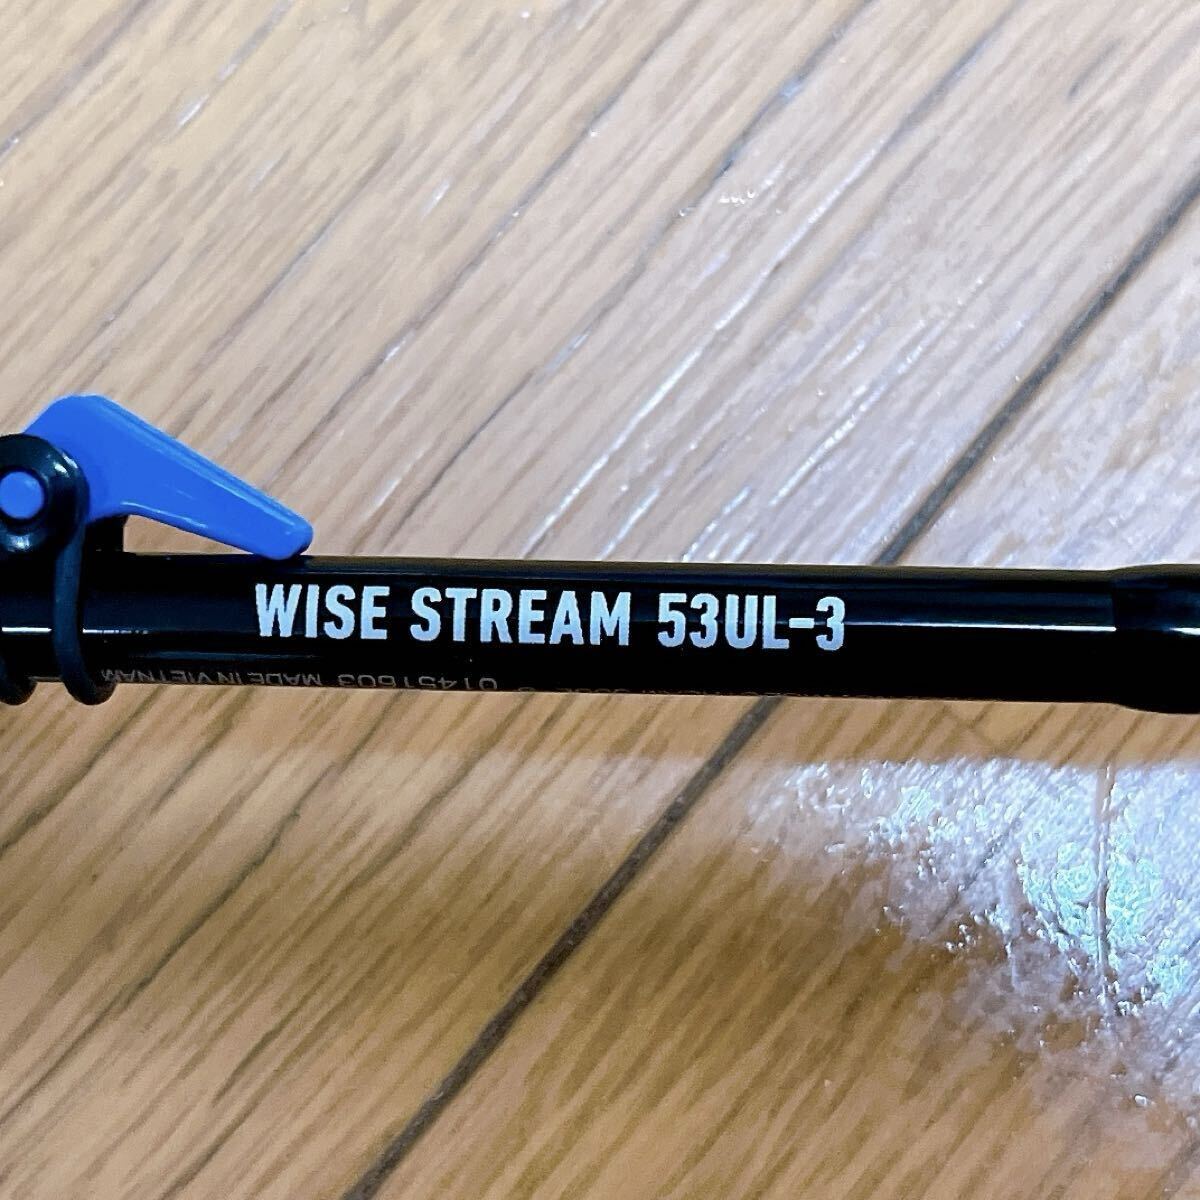 WISE STREAM 53UL-3
01451603 MADE IN VIETNAM